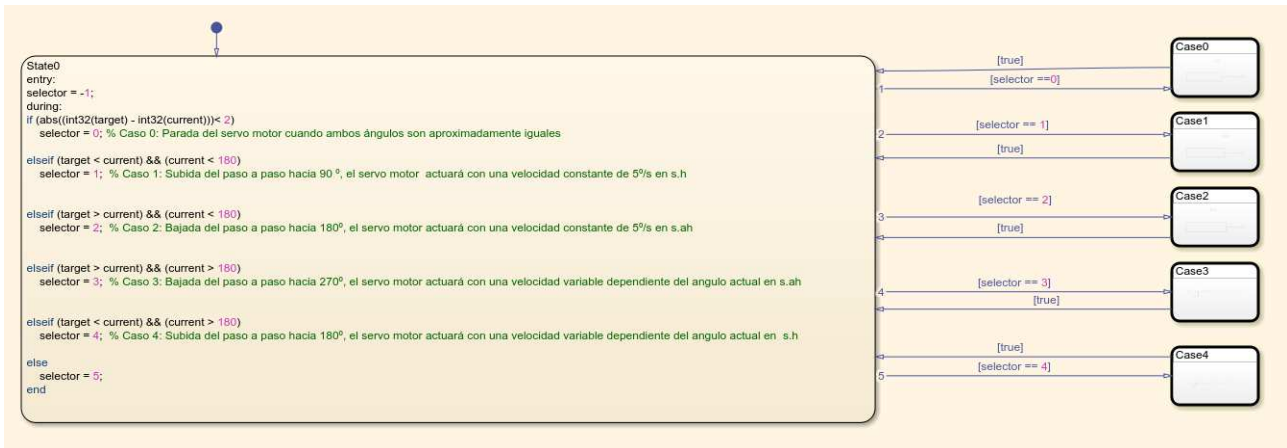 State0
entry:
selector = -1;
during:
if (abs((int32(target) - int32(current)))< 2)
selector = 0; % Caso 0: Parada del servo motor cuando ambos ángulos son aproximadamente iguales
elseif (target < current) && (current < 180)
selector = 1; % Caso 1: Subida del paso a paso hacia 90 º, el servo motor actuará con una velocidad constante de 5º/s en s.h
elseif (target > current) && (current < 180)
selector = 2; % Caso 2: Bajada del paso a paso hacia 180º, el servo motor actuará con una velocidad constante de 5º/s en s.ah
elseif (target > current) && (current > 180)
selector = 3; % Caso 3: Bajada del paso a paso hacia 270º, el servo motor actuará con una velocidad variable dependiente del angulo actual en s.ah
elseif (target < current) && (current > 180)
selector = 4; % Caso 4: Subida del paso a paso hacia 180º, el servo motor actuará con una velocidad variable dependiente del angulo actual en s.h
else
selector = 5;
end
[true]
1
[selector ==0]
Case0
2
[selector == 1]
[true]
Case1
3
[selector == 2]
[true]
Case2
4
[selector == 3]
[true]
Case3
[true]
5
[selector == 4]
Case4